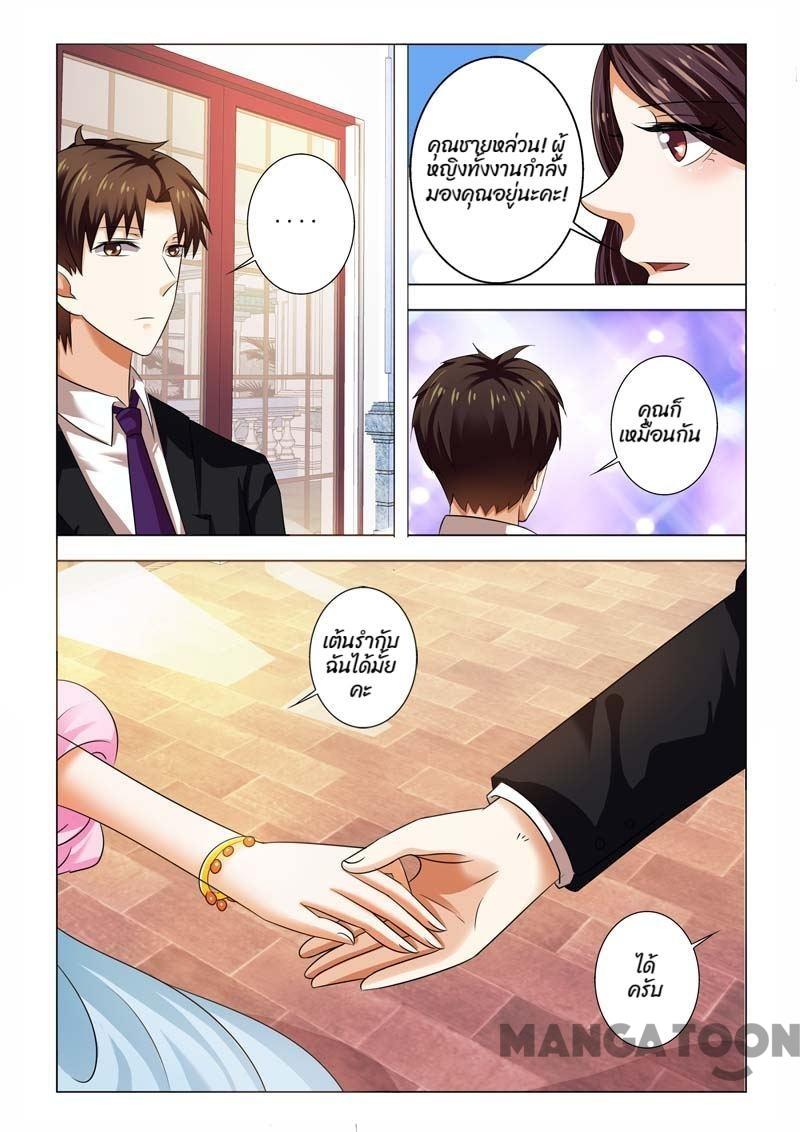 . . . .
คุณชายหล่วน! ผู้
หญิงทั้งงานกำลัง
มองคุณอยู่นะคะ!
คุณก็
เหมือนกัน
เต้นรำกับ
ฉันได้มั้ย
คะ
ได้
ครับ
MANGATOON